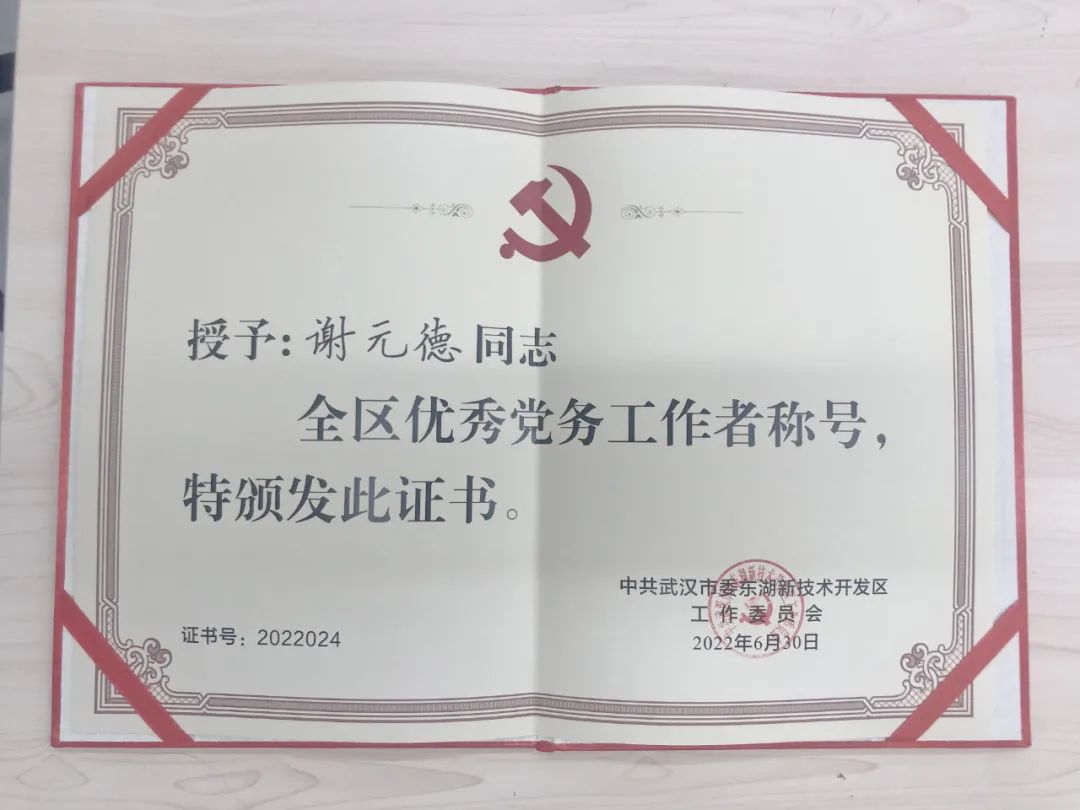 授予：谢元德同志
全区优秀党务工作者称号，
特颁发此证书。
中共武汉市委东湖新技术开发区
工作委员会
2022年6月30日
证书号：2022024